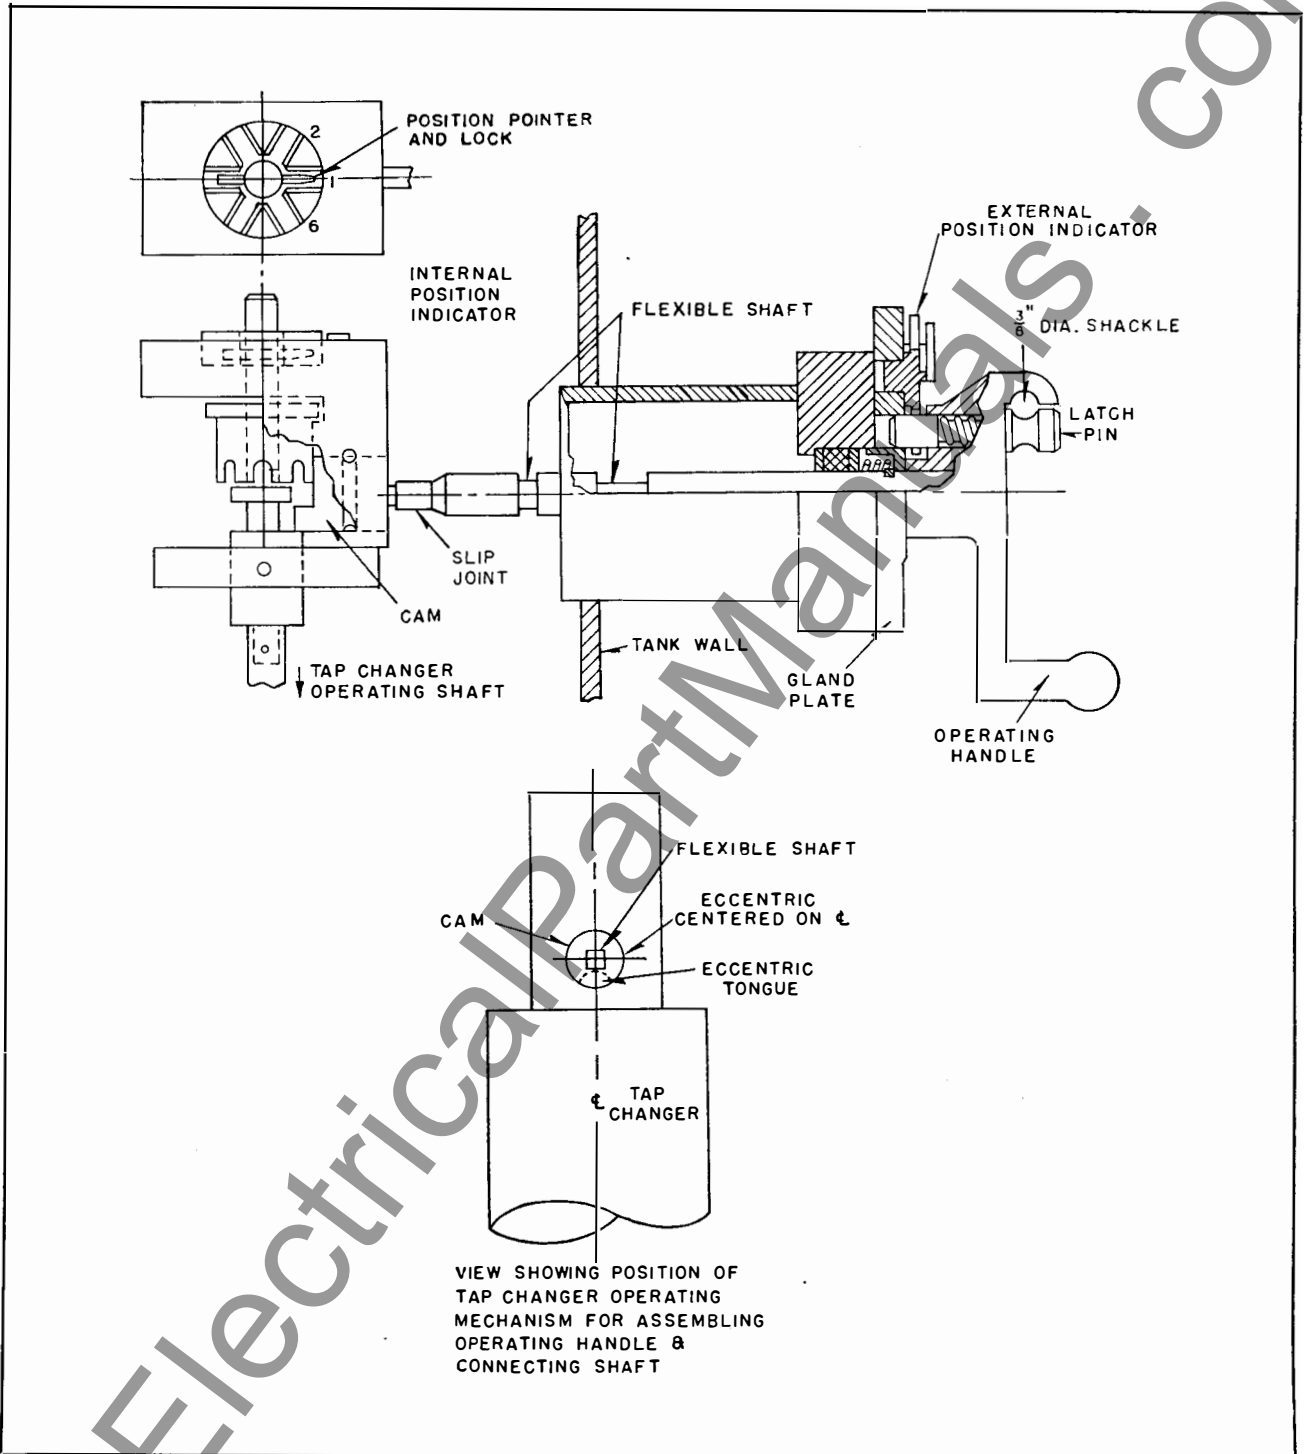 2
POSITION POINTER
AND LOCK
1
6
INTERNAL
POSITION
INDICATOR
FLEXIBLE SHAFT
EXTERNAL
POSITION INDICATOR
3/8" DIA. SHACKLE
LATCH
PIN
SLIP
JOINT
CAM
TANK WALL
TAP CHANGER
OPERATING SHAFT
GLAND
PLATE
OPERATING
HANDLE
FLEXIBLE SHAFT
CAM
ECCENTRIC
CENTERED ON ℄
ECCENTRIC
TONGUE
℄ TAP
CHANGER
VIEW SHOWING POSITION OF
TAP CHANGER OPERATING
MECHANISM FOR ASSEMBLING
OPERATING HANDLE &
CONNECTING SHAFT
ElectricalPartManuals . com